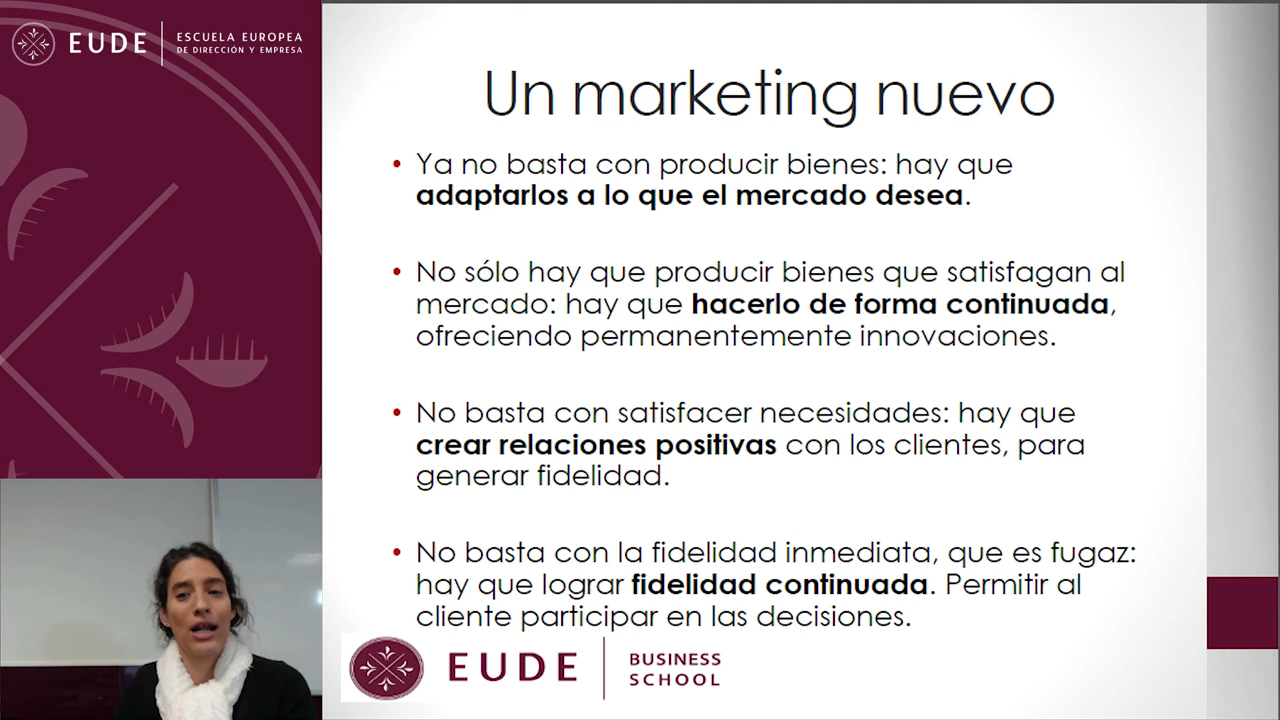 EUDE
ESCUELA EUROPEA
DE DIRECCIÓN Y EMPRESA
Un marketing nuevo
• Ya no basta con producir bienes: hay que
adaptarlos a lo que el mercado desea.
• No sólo hay que producir bienes que satisfagan al
mercado: hay que hacerlo de forma continuada,
ofreciendo permanentemente innovaciones.
• No basta con satisfacer necesidades: hay que
crear relaciones positivas con los clientes, para
generar fidelidad.
• No basta con la fidelidad inmediata, que es fugaz:
hay que lograr fidelidad continuada. Permitir al
cliente participar en las decisiones.
EUDE
BUSINESS
SCHOOL